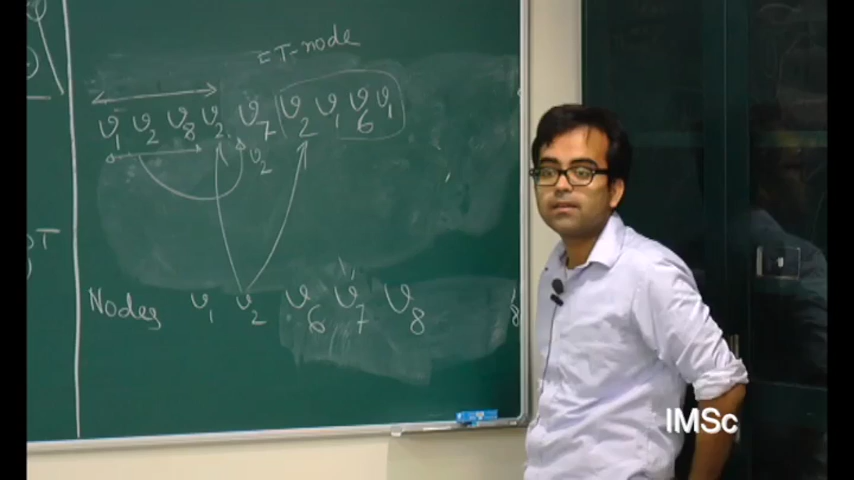 ET-node
v1 v2 v8 v2 v7 v2 v1 v6 v1
v2
Nodes v1 v2 v6 v7 v8
IMSc